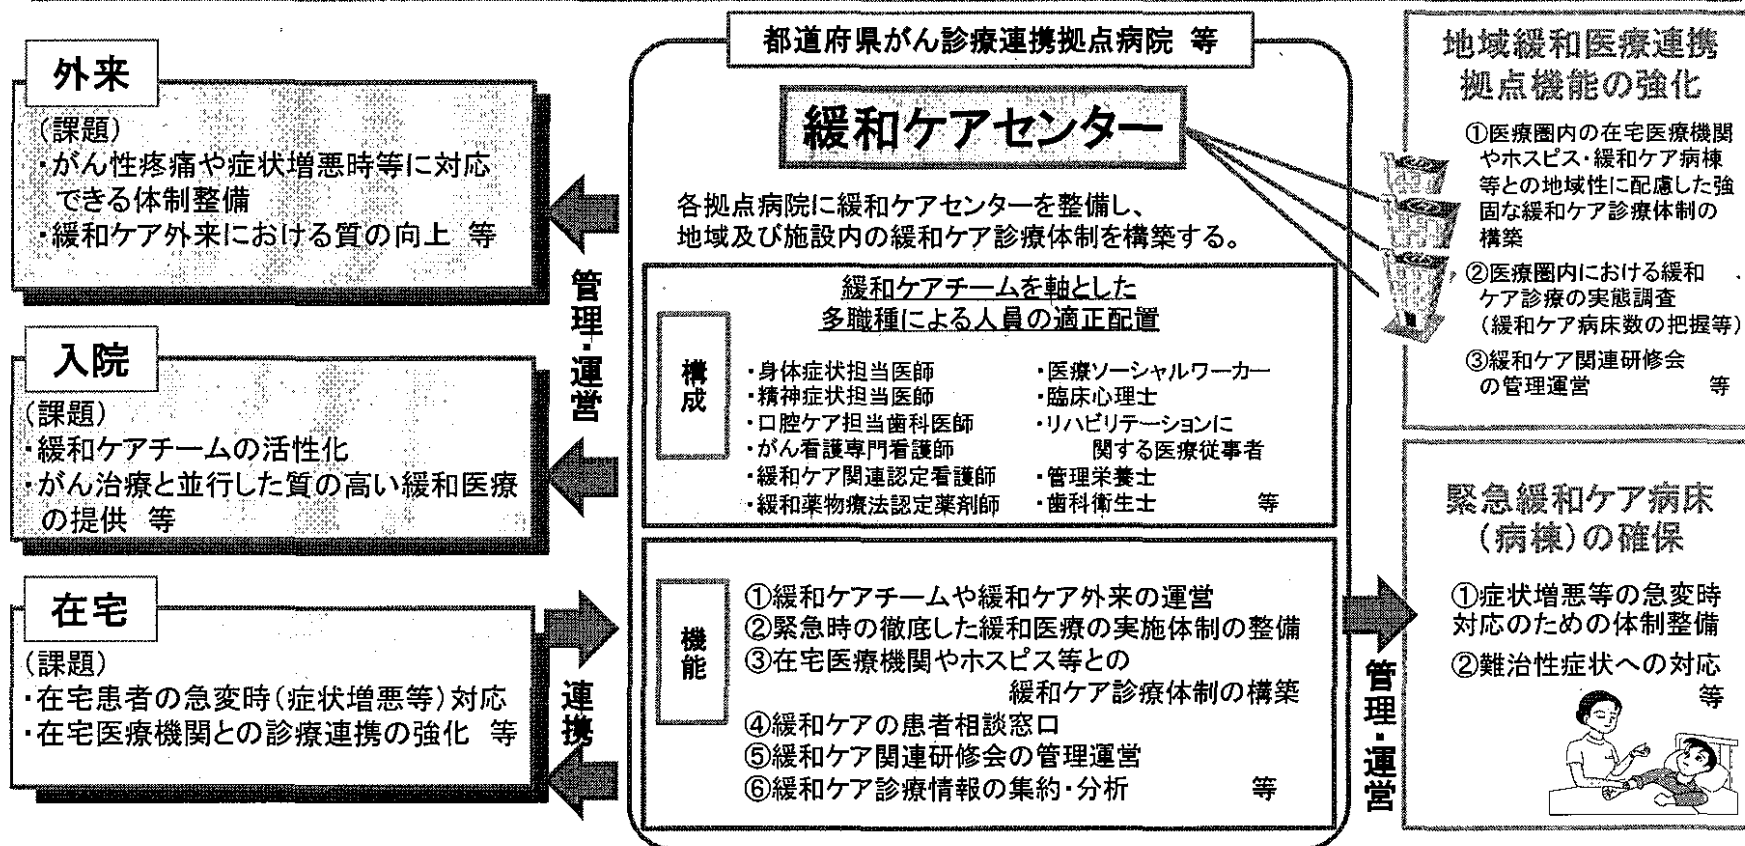 都道府県がん診療連携拠点病院 等
緩和ケアセンター
各拠点病院に緩和ケアセンターを整備し、
地域及び施設内の緩和ケア診療体制を構築する。
外来
(課題)
・がん性疼痛や症状増悪時等に対応
できる体制整備
・緩和ケア外来における質の向上 等
入院
(課題)
・緩和ケアチームの活性化
・がん治療と並行した質の高い緩和医療
の提供 等
在宅
(課題)
・在宅患者の急変時(症状増悪等)対応
・在宅医療機関との診療連携の強化 等
管理・運営
連携
構成
緩和ケアチームを軸とした
多職種による人員の適正配置
・身体症状担当医師
・精神症状担当医師
・口腔ケア担当歯科医師
・がん看護専門看護師
・緩和ケア関連認定看護師
・緩和薬物療法認定薬剤師
・医療ソーシャルワーカー
・臨床心理士
・リハビリテーションに
関する医療従事者
・管理栄養士
・歯科衛生士 等
機能
①緩和ケアチームや緩和ケア外来の運営
②緊急時の徹底した緩和医療の実施体制の整備
③在宅医療機関やホスピス等との
緩和ケア診療体制の構築
④緩和ケアの患者相談窓口
⑤緩和ケア関連研修会の管理運営
⑥緩和ケア診療情報の集約・分析 等
管理・運営
地域緩和医療連携
拠点機能の強化
①医療圏内の在宅医療機関
やホスピス・緩和ケア病棟
等との地域性に配慮した強
固な緩和ケア診療体制の
構築
②医療圏内における緩和
ケア診療の実態調査
(緩和ケア病床数の把握等)
③緩和ケア関連研修会
の管理運営 等
緊急緩和ケア病床
(病棟)の確保
①症状増悪等の急変時
対応のための体制整備
②難治性症状への対応
等